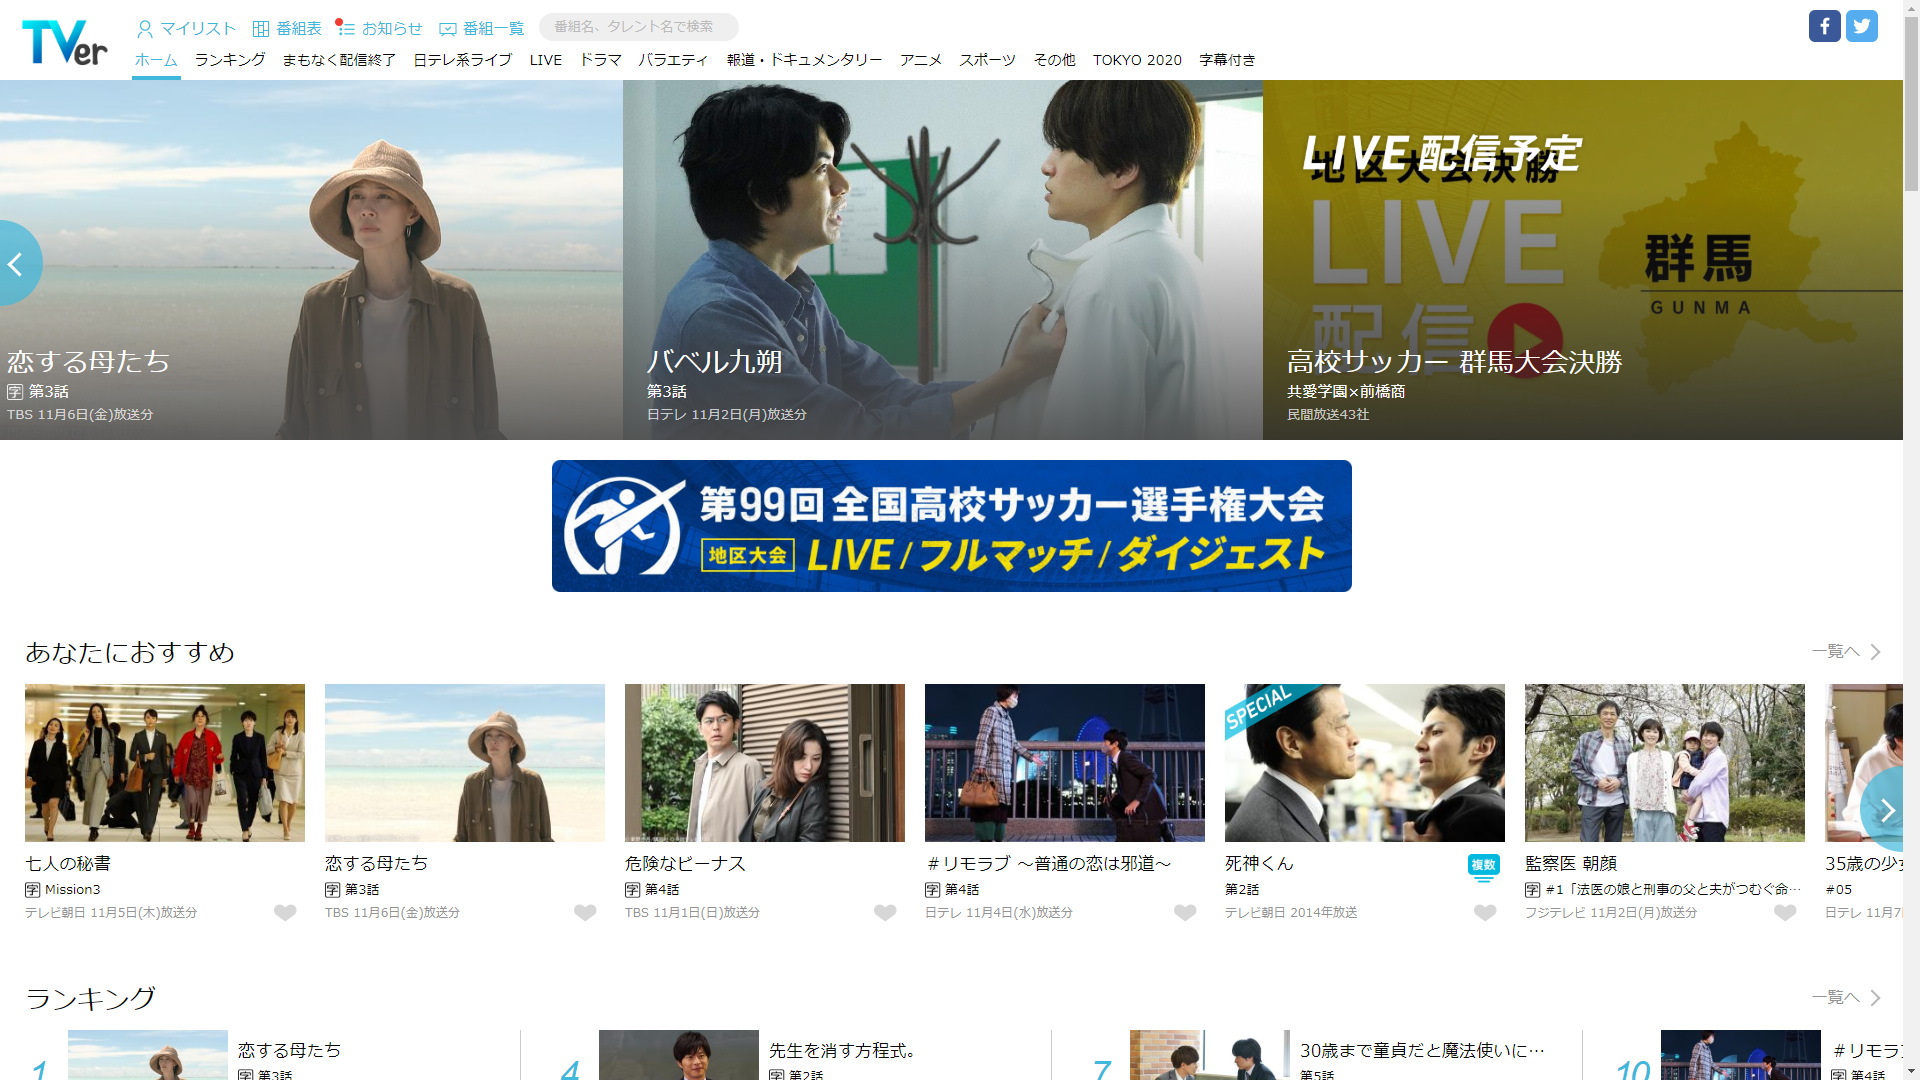 TVer
マイリスト
番組表
お知らせ
番組一覧
番組名、タレント名で検索
ホーム
ランキング
まもなく配信終了
日テレ系ライブ
LIVE
ドラマ
バラエティ
報道・ドキュメンタリー
アニメ
スポーツ
その他
TOKYO 2020
字幕付き
恋する母たち
字 第3話
TBS 11月6日(金)放送分
バベル九朔
第3話
日テレ 11月2日(月)放送分
LIVE 配信予定
地区大会決勝
LIVE
配信
群馬
GUNMA
高校サッカー 群馬大会決勝
共愛学園×前橋商
民間放送43社
第99回 全国高校サッカー選手権大会
地区大会 LIVE / フルマッチ / ダイジェスト
あなたにおすすめ
一覧へ
七人の秘書
字 Mission3
テレビ朝日 11月5日(木)放送分
恋する母たち
字 第3話
TBS 11月6日(金)放送分
危険なビーナス
字 第4話
TBS 11月1日(日)放送分
＃リモラブ ～普通の恋は邪道～
字 第4話
日テレ 11月4日(水)放送分
SPECIAL
死神くん
複数
第2話
テレビ朝日 2014年放送
監察医 朝顔
字 #1「法医の娘と刑事の父と夫がつむぐ命…
フジテレビ 11月2日(月)放送分
35歳の少
#05
日テレ 11月7
ランキング
一覧へ
1
恋する母たち
字 第3話
4
先生を消す方程式。
字 第2話
7
30歳まで童貞だと魔法使いに…
第5話
10
＃リモラ
字 第4話